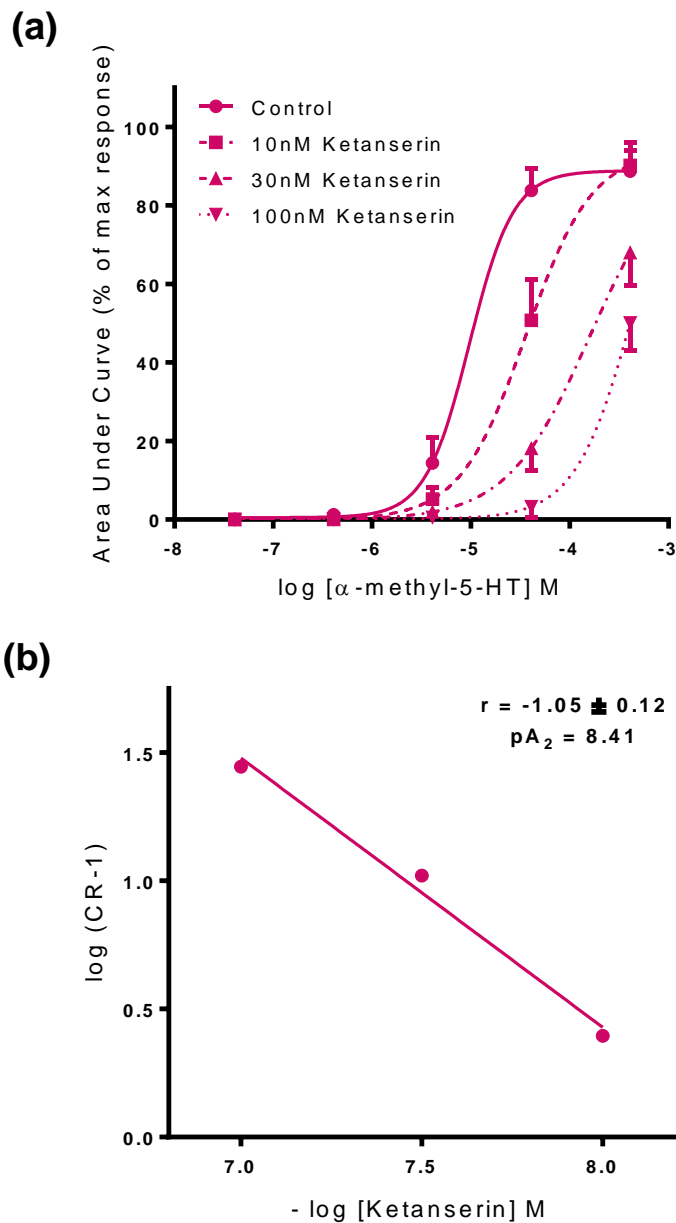 (a)
Area Under Curve (% of max response)
100
80
60
40
20
0
Control
10nM Ketanserin
30nM Ketanserin
100nM Ketanserin
-8 -7 -6 -5 -4 -3
log [α-methyl-5-HT] M
(b)
r = -1.05 ± 0.12
pA₂ = 8.41
log (CR-1)
1.5
1.0
0.5
0.0
7.0 7.5 8.0
- log [Ketanserin] M